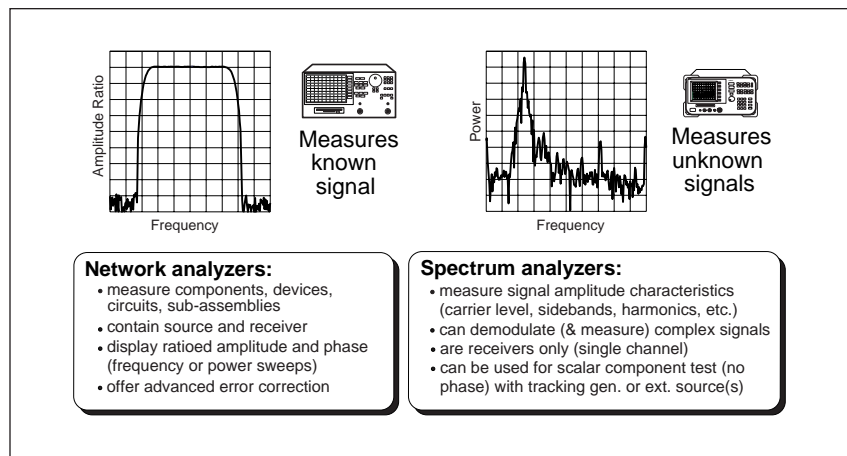 Amplitude Ratio
Frequency
Measures
known
signal
Power
Frequency
Measures
unknown
signals
Network analyzers:
• measure components, devices,
circuits, sub-assemblies
• contain source and receiver
• display ratioed amplitude and phase
(frequency or power sweeps)
• offer advanced error correction
Spectrum analyzers:
• measure signal amplitude characteristics
(carrier level, sidebands, harmonics, etc.)
• can demodulate (& measure) complex signals
• are receivers only (single channel)
• can be used for scalar component test (no
phase) with tracking gen. or ext. source(s)